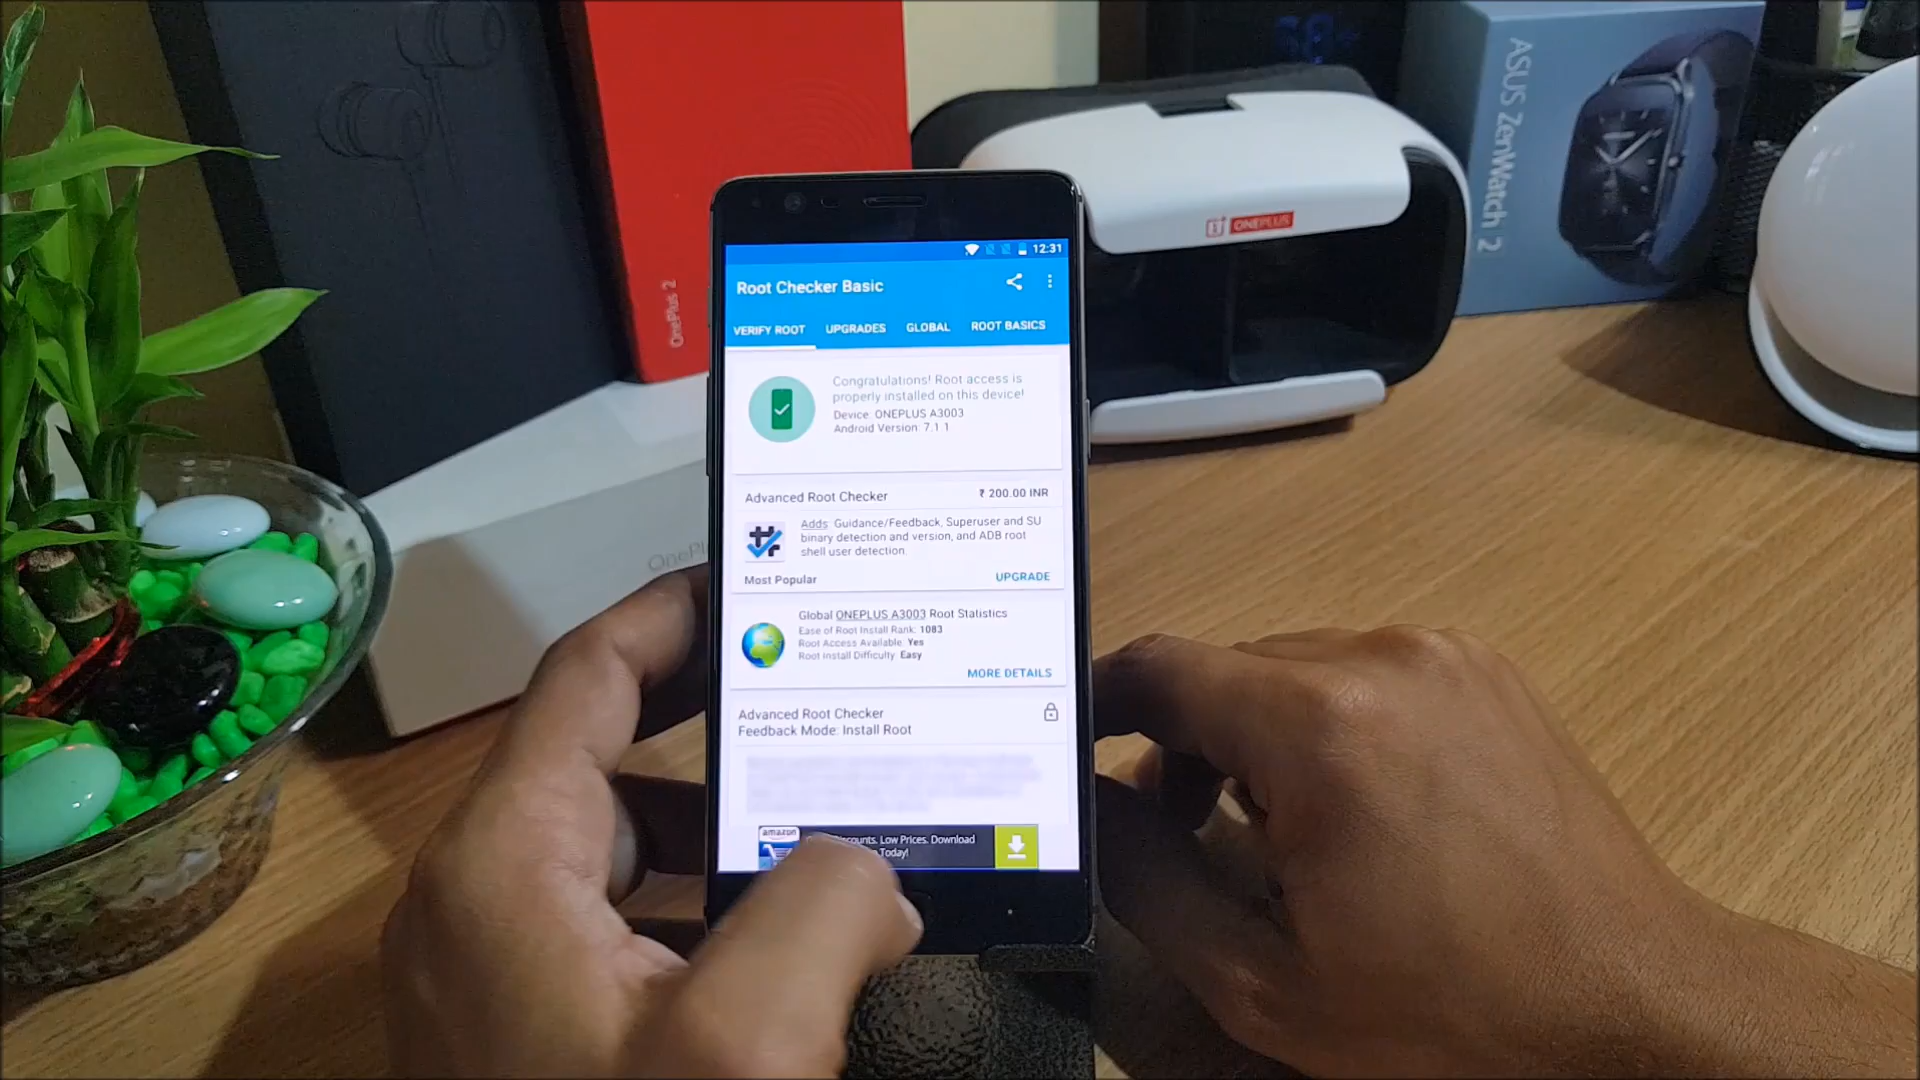 ASUS ZenWatch 2
ONEPLUS
OnePlus 2
12:31
Root Checker Basic
VERIFY ROOT
UPGRADES
GLOBAL
ROOT BASICS
Congratulations! Root access is
properly installed on this device!
Device: ONEPLUS A3003
Android Version: 7.1.1
Advanced Root Checker
₹ 200.00 INR
Adds: Guidance/Feedback, Superuser and SU
binary detection and version, and ADB root
shell user detection.
Most Popular
UPGRADE
Global ONEPLUS A3003 Root Statistics
Ease of Root Install Rank: 1083
Root Access Available: Yes
Root Install Difficulty: Easy
MORE DETAILS
Advanced Root Checker
Feedback Mode: Install Root
amazon
Low Prices. Download
Today!